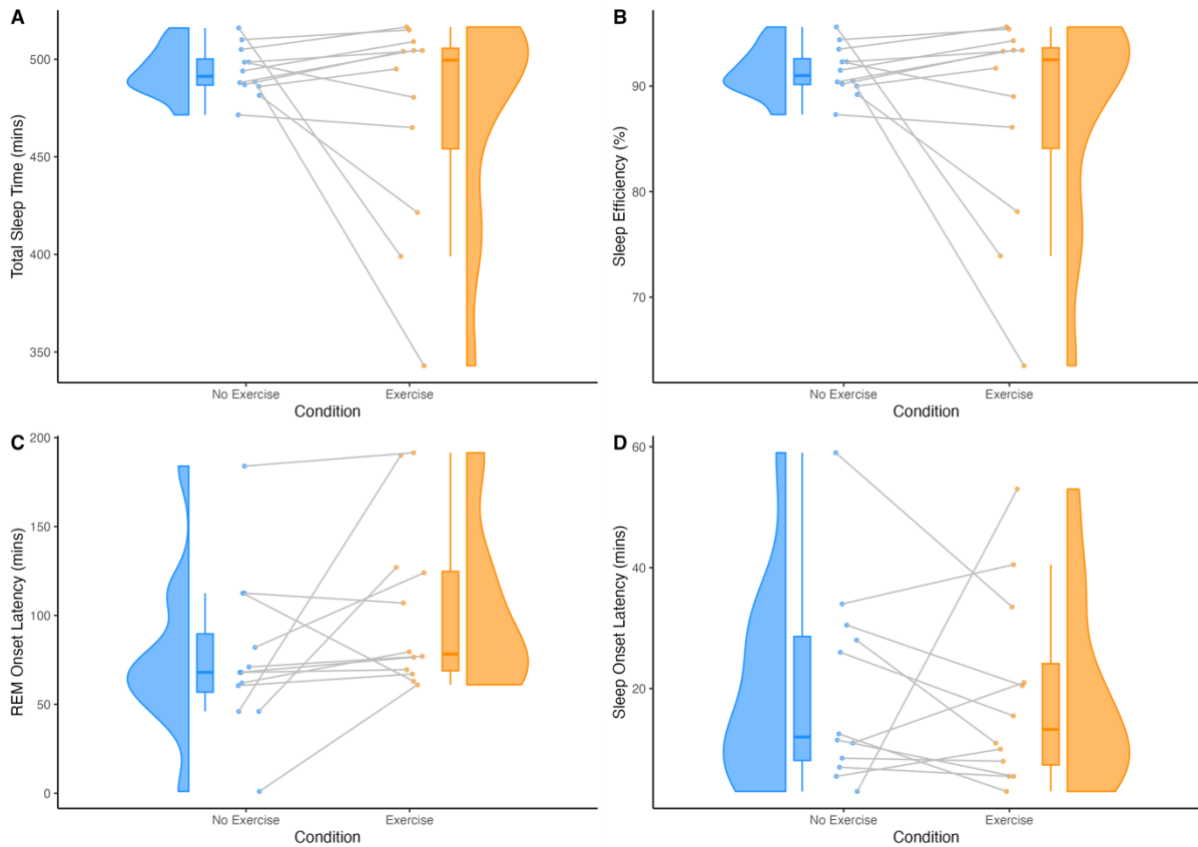 A
Total Sleep Time (mins)
500
450
400
350
No Exercise
Exercise
Condition
B
Sleep Efficiency (%)
90
80
70
No Exercise
Exercise
Condition
C
REM Onset Latency (mins)
200
150
100
50
0
No Exercise
Exercise
Condition
D
Sleep Onset Latency (mins)
60
40
20
No Exercise
Exercise
Condition